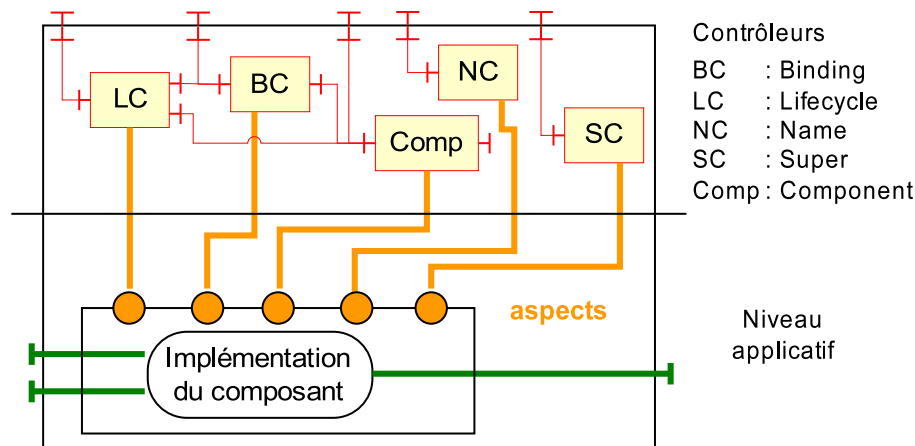 LC
BC
NC
Comp
SC
Contrôleurs
BC : Binding
LC : Lifecycle
NC : Name
SC : Super
Comp : Component
aspects
Niveau
applicatif
Implémentation
du composant